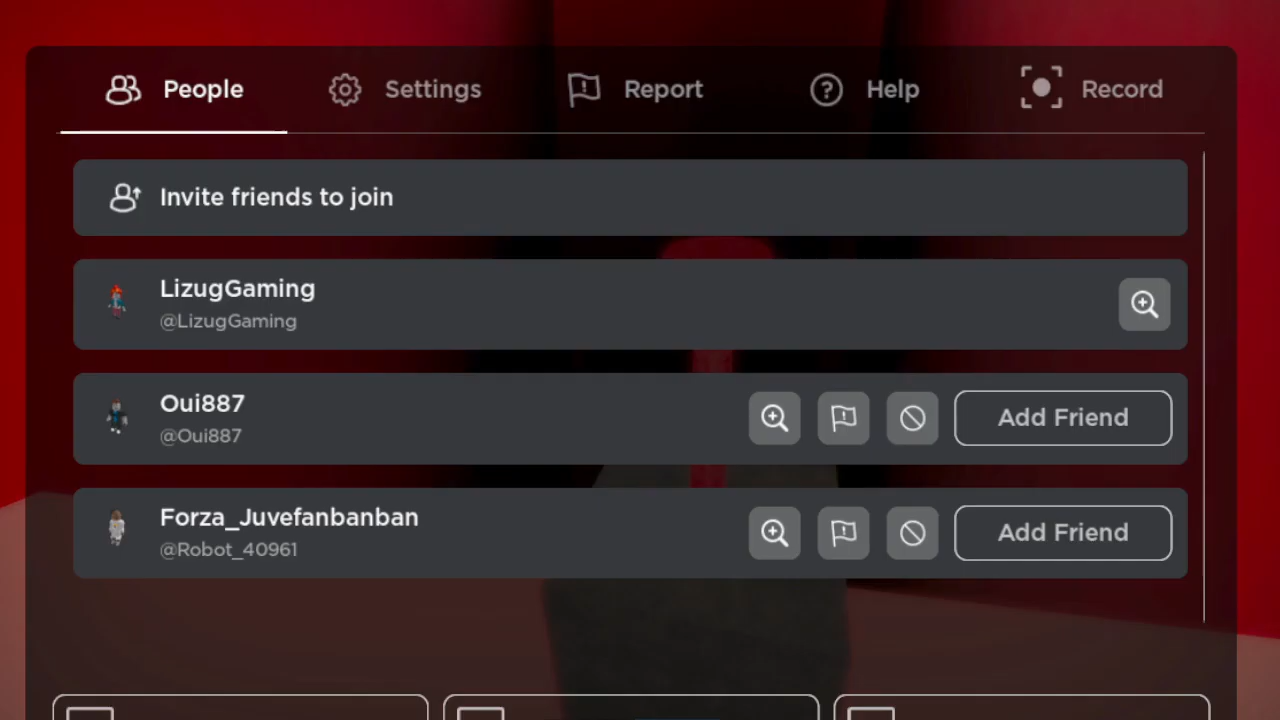 People
Settings
Report
Help
Record
Invite friends to join
LizugGaming
@LizugGaming
Oui887
@Oui887
Add Friend
Forza_Juvefanbanban
@Robot_40961
Add Friend